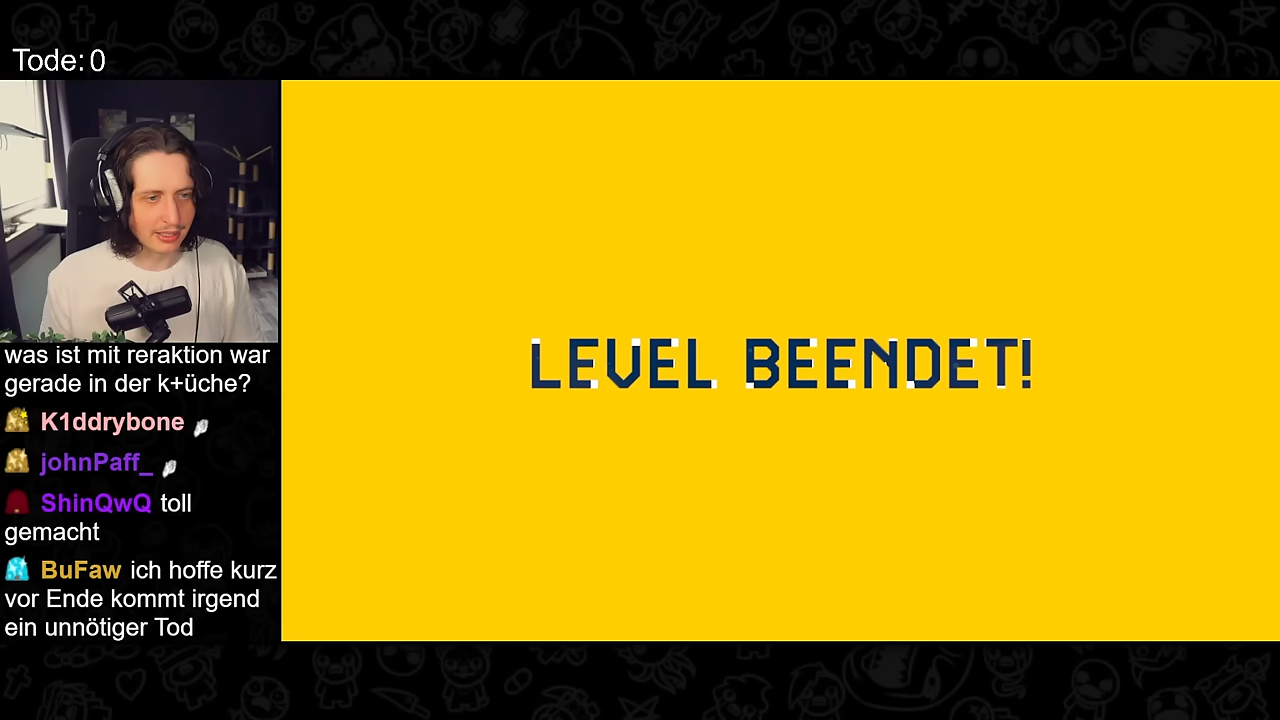 Tode: 0
LEVEL BEENDET!
was ist mit reraktion war
gerade in der k+üche?
K1ddrybone
johnPaff_
ShinQwQ toll
gemacht
BuFaw ich hoffe kurz
vor Ende kommt irgend
ein unnötiger Tod